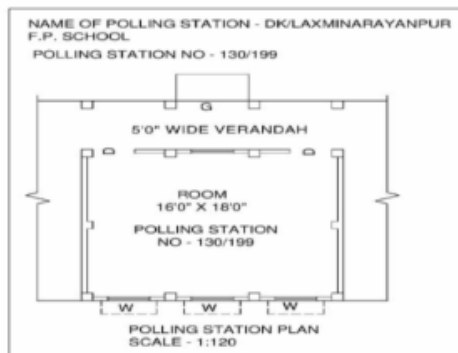 NAME OF POLLING STATION - DK/LAXMINARAYANPUR
F.P. SCHOOL
POLLING STATION NO - 130/199
G
5'0" WIDE VERANDAH
D D
ROOM
16'0" X 18'0"
POLLING STATION
NO - 130/199
W W W
POLLING STATION PLAN
SCALE - 1:120